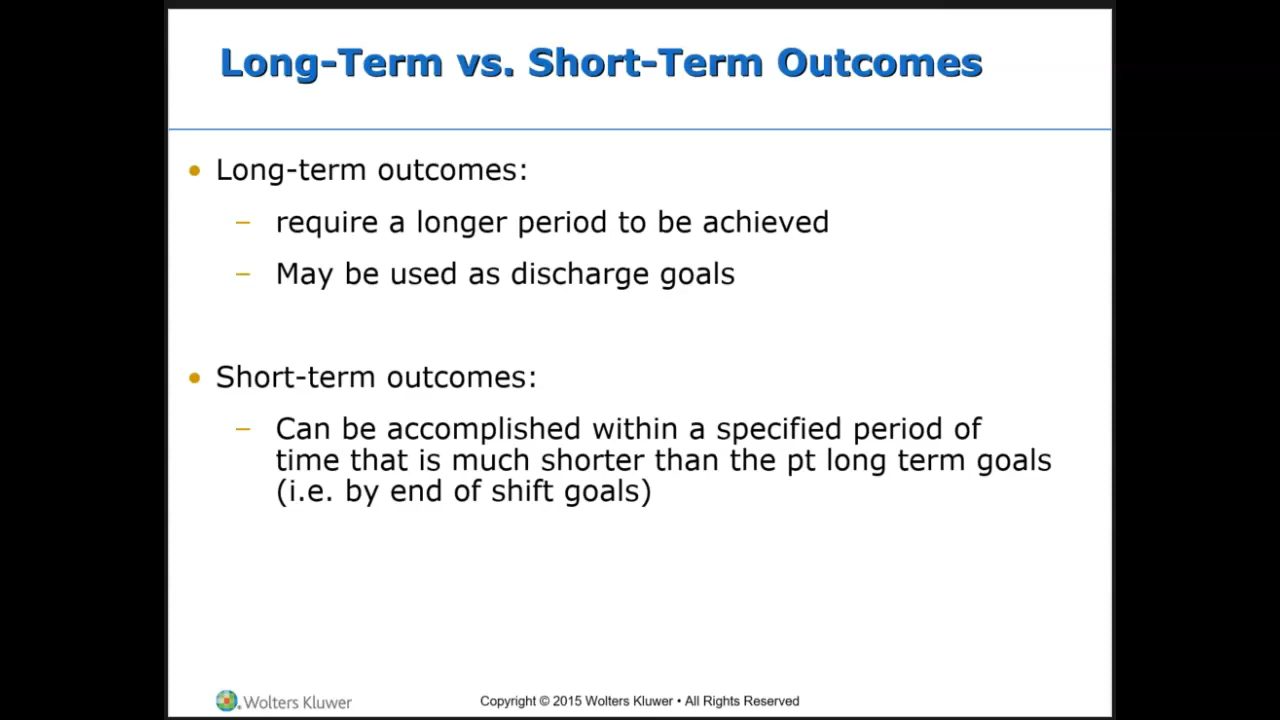 Long-Term vs. Short-Term Outcomes
• Long-term outcomes:
– require a longer period to be achieved
– May be used as discharge goals
• Short-term outcomes:
– Can be accomplished within a specified period of
time that is much shorter than the pt long term goals
(i.e. by end of shift goals)
Wolters Kluwer
Copyright © 2015 Wolters Kluwer • All Rights Reserved